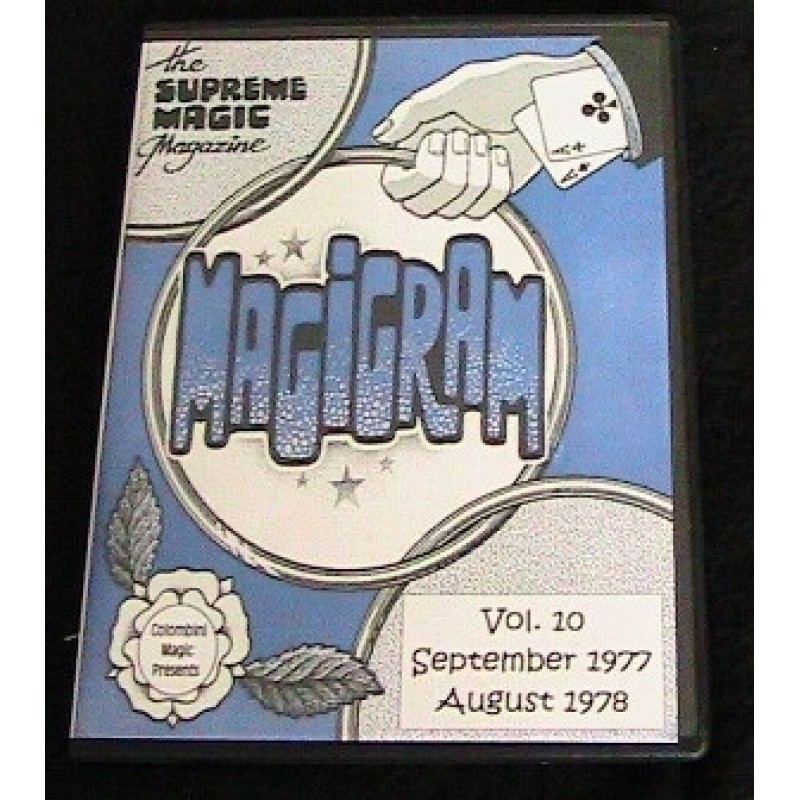 the
SUPREME
MAGIC
Magazine
A
A
MAGiGRAM
Colombini
Magic
Presents
Vol. 10
September 1977
August 1978